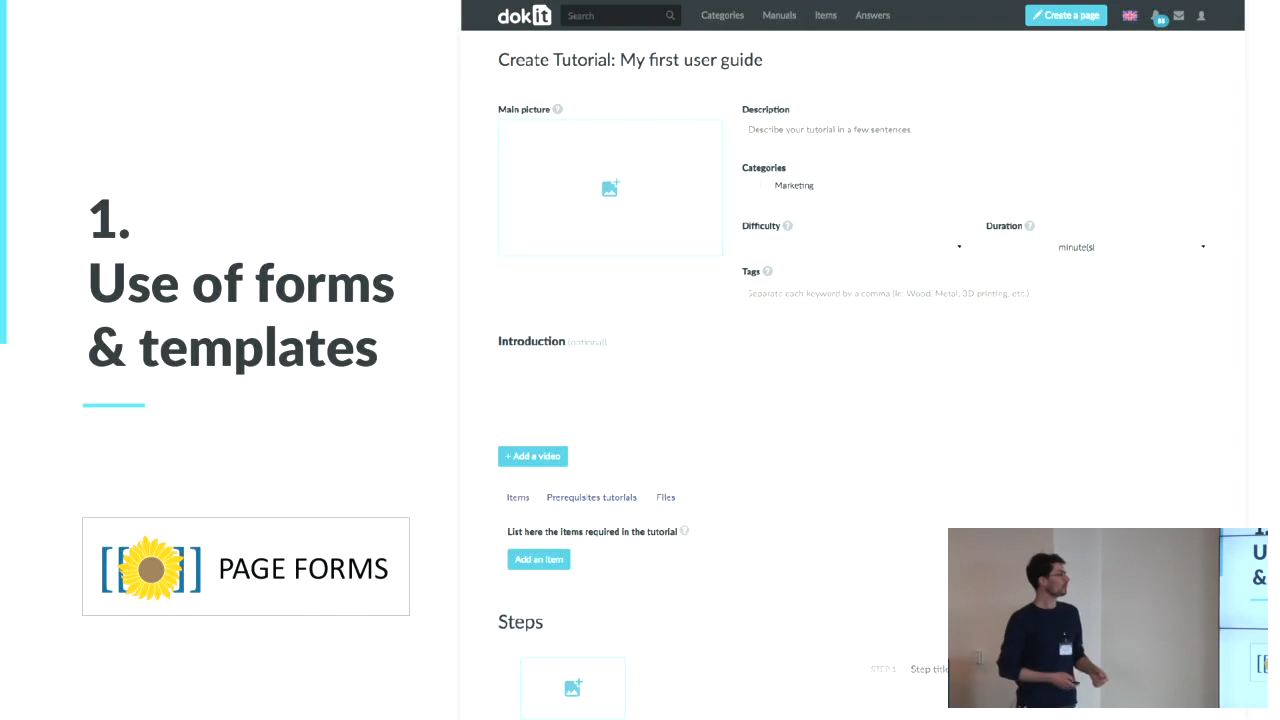 1.
Use of forms
& templates
[[ ]] PAGE FORMS
dokit
Search
Categories Manuals Items Answers
Create a page
Create Tutorial: My first user guide
Main picture ?
Description
Describe your tutorial in a few sentences.
Categories
Marketing
Difficulty ?
Duration ?
minute(s)
Tags ?
Separate each keyword by a comma (Ie: Wood, Metal, 3D printing, etc.)
Introduction (optional)
+ Add a video
Items Prerequisites tutorials Files
List here the items required in the tutorial ?
Add an item
Steps
STEP 1 Step title
1.
U
&